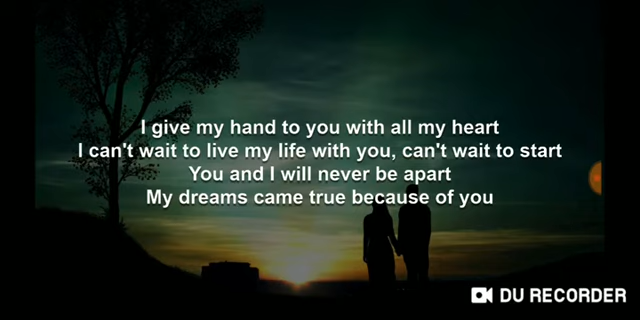 I give my hand to you with all my heart
I can't wait to live my life with you, can't wait to start
You and I will never be apart
My dreams came true because of you
DU RECORDER